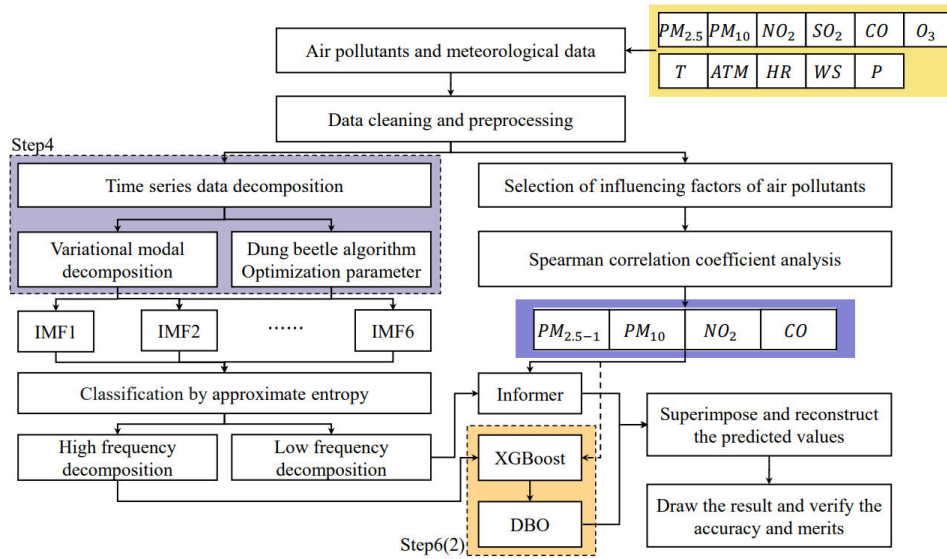 PM2.5 PM10 NO2 SO2 CO O3
T ATM HR WS P
Air pollutants and meteorological data
Data cleaning and preprocessing
Step4
Time series data decomposition
Selection of influencing factors of air pollutants
Variational modal
decomposition
Dung beetle algorithm
Optimization parameter
Spearman correlation coefficient analysis
IMF1
IMF2
······
IMF6
PM2.5−1 PM10 NO2 CO
Classification by approximate entropy
Informer
Superimpose and reconstruct
the predicted values
High frequency
decomposition
Low frequency
decomposition
XGBoost
DBO
Draw the result and verify the
accuracy and merits
Step6(2)